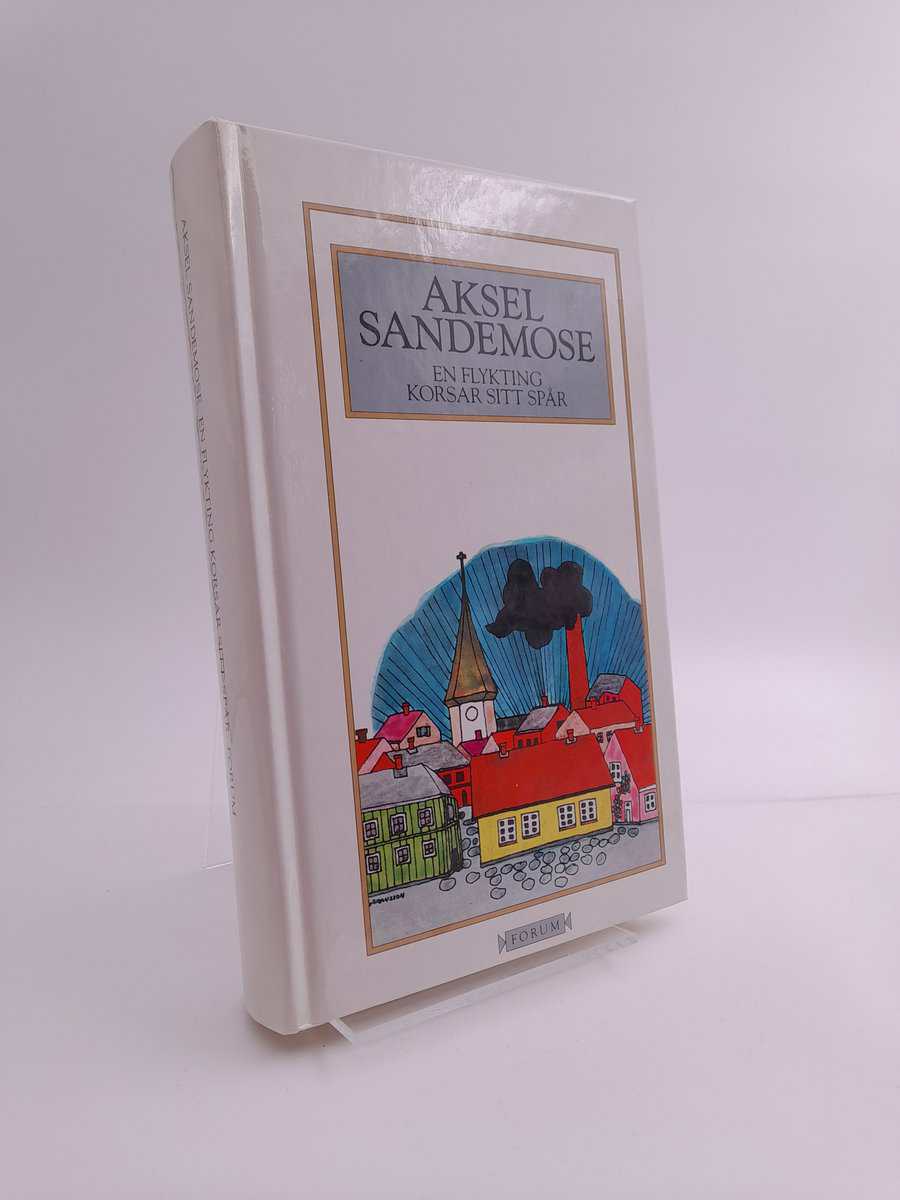 AKSEL
SANDEMOSE
EN FLYKTING
KORSAR SITT SPÅR
FORUM
AKSEL SANDEMOSE EN FLYKTING KORSAR SITT SPÅR FORUM